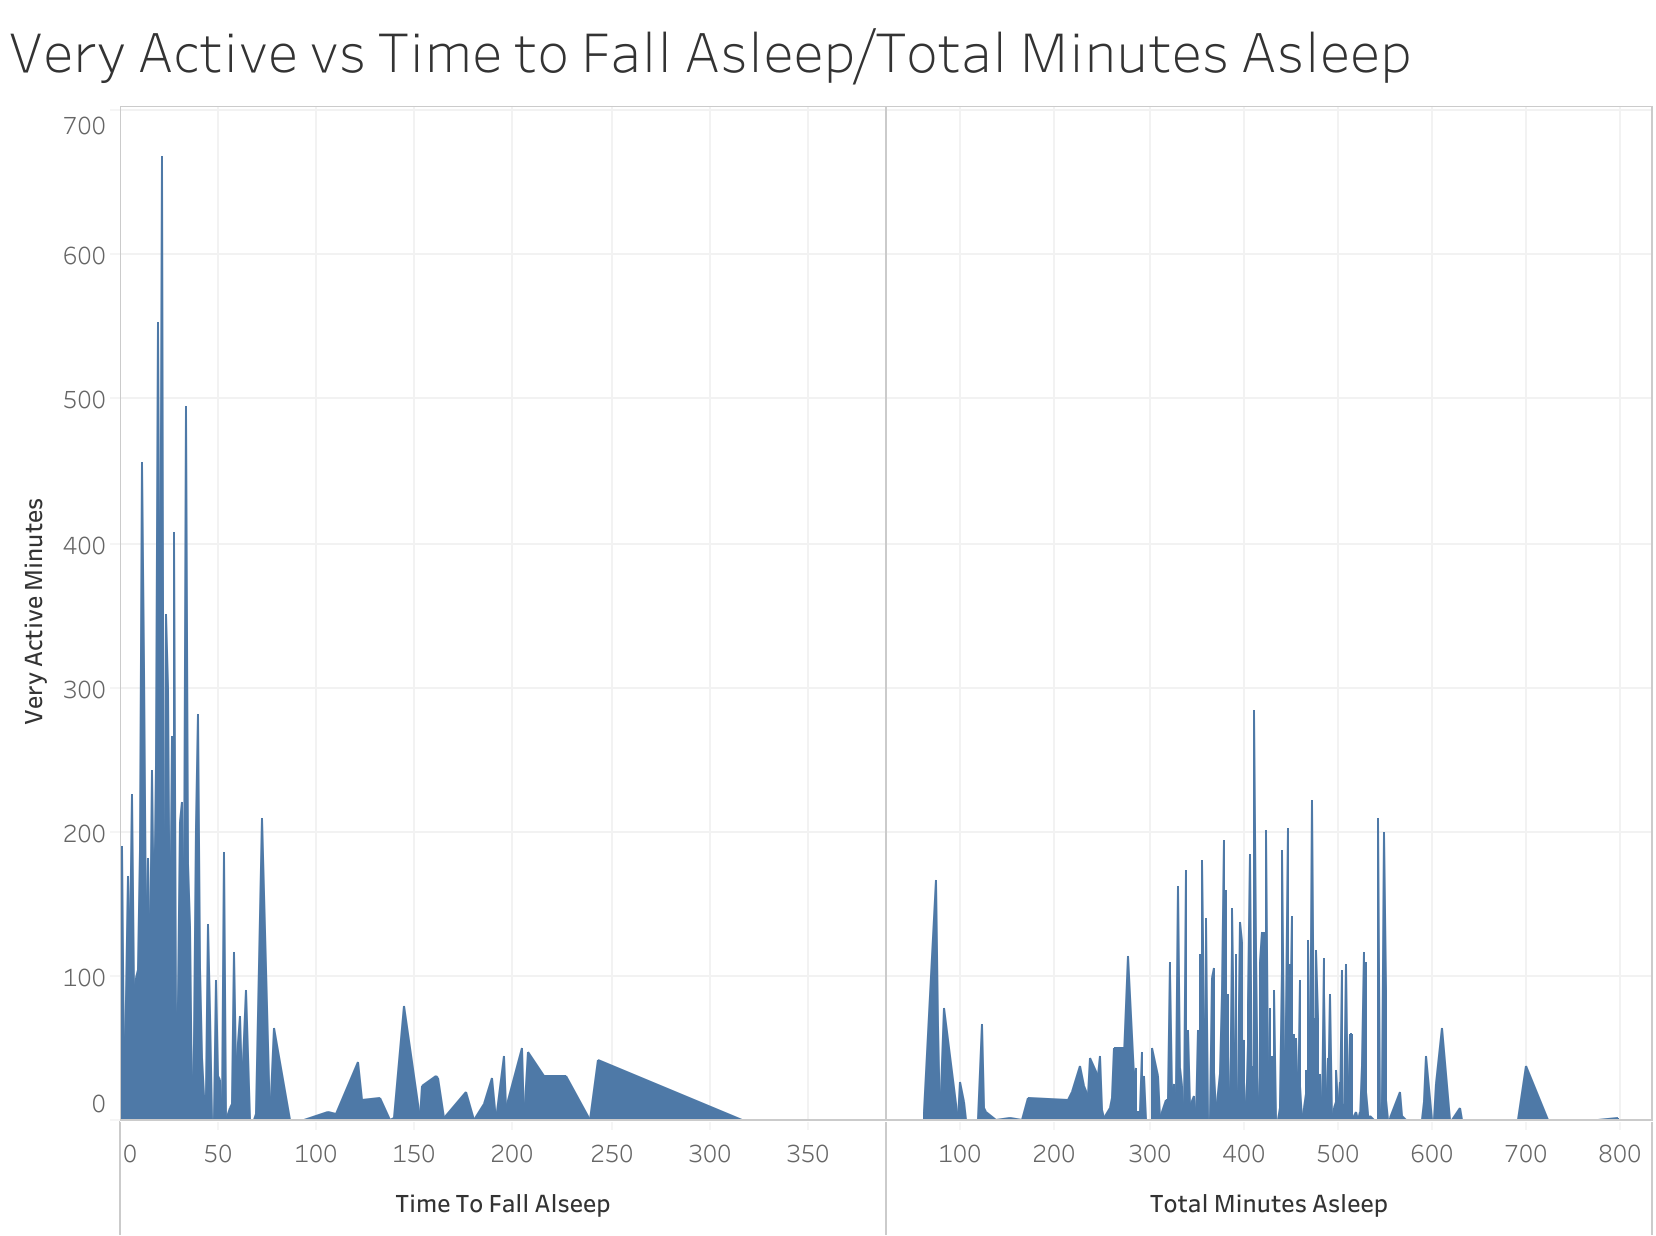 Very Active vs Time to Fall Asleep/Total Minutes Asleep
700
600
500
400
300
200
100
0
Very Active Minutes
0 50 100 150 200 250 300 350 100 200 300 400 500 600 700 800
Time To Fall Alseep Total Minutes Asleep